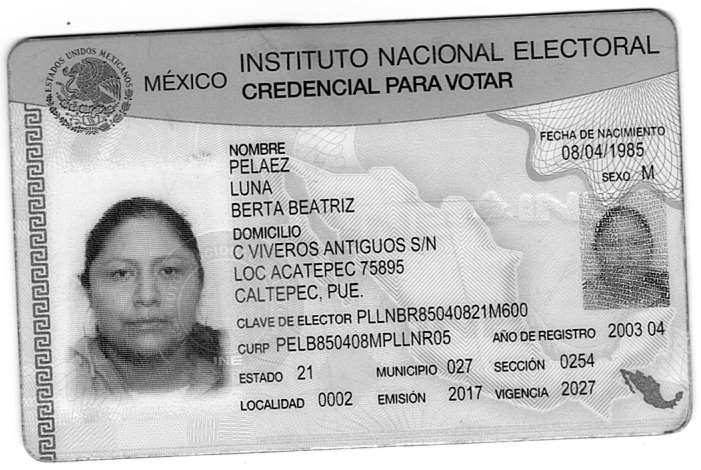 ESTADOS UNIDOS MEXICANOS
MÉXICO INSTITUTO NACIONAL ELECTORAL
CREDENCIAL PARA VOTAR
NOMBRE
PELAEZ
LUNA
BERTA BEATRIZ
FECHA DE NACIMIENTO
08/04/1985
SEXO M
DOMICILIO
C VIVEROS ANTIGUOS S/N
LOC ACATEPEC 75895
CALTEPEC, PUE.
CLAVE DE ELECTOR PLLNBR85040821M600
CURP PELB850408MPLLNR05 AÑO DE REGISTRO 2003 04
ESTADO 21 MUNICIPIO 027 SECCIÓN 0254
LOCALIDAD 0002 EMISIÓN 2017 VIGENCIA 2027
INE